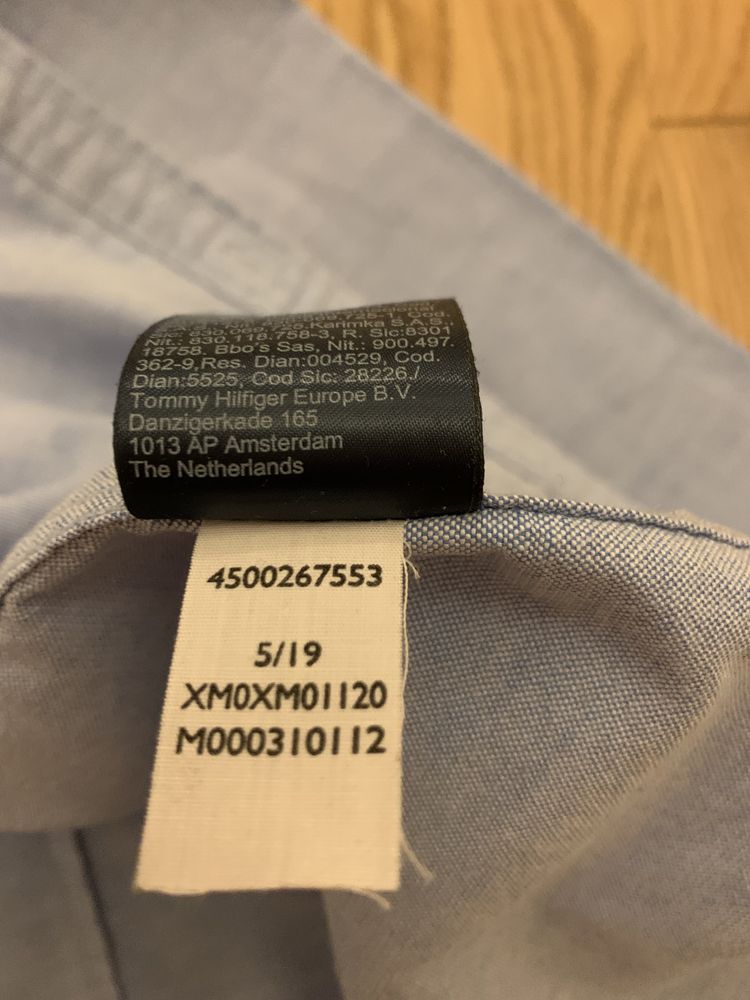 Karimka S.A.S,
Nit.: 830.118.758-3, R. Sic:8301
18758. Bbo's Sas, Nit.: 900.497.
362-9,Res. Dian:004529, Cod.
Dian:5525, Cod Sic: 28226./
Tommy Hilfiger Europe B.V.
Danzigerkade 165
1013 AP Amsterdam
The Netherlands
4500267553
5/19
XM0XM01120
M000310112